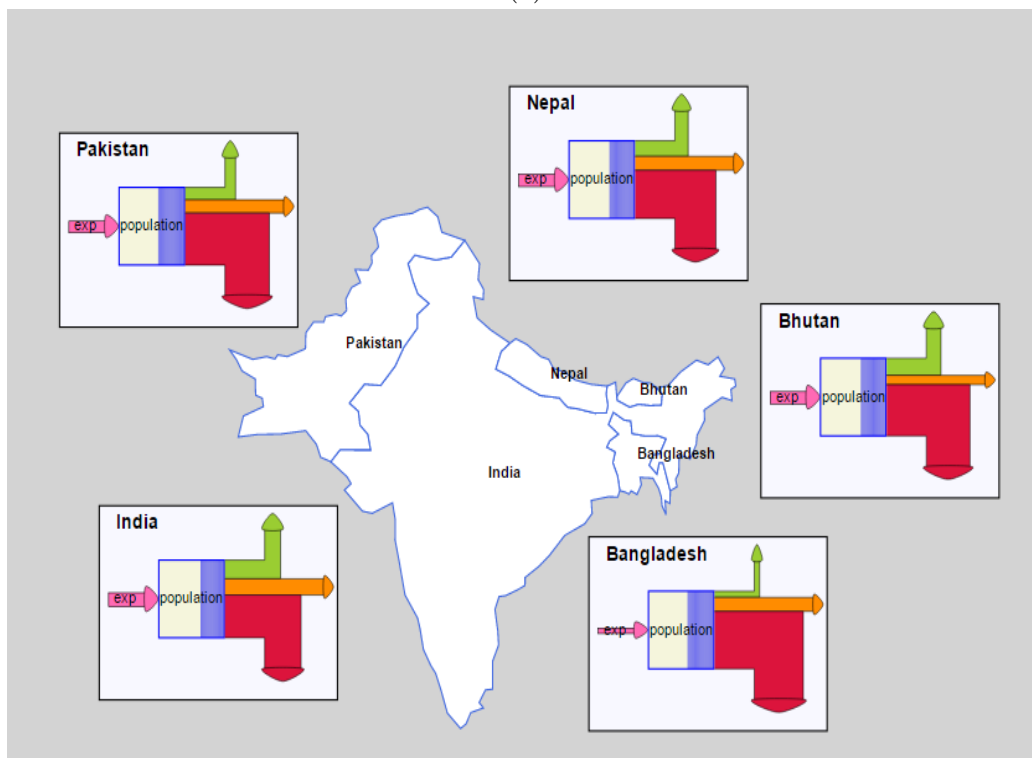 Nepal
exp
population
Pakistan
exp
population
Bhutan
exp
population
Pakistan
Nepal
Bhutan
Bangladesh
India
India
exp
population
Bangladesh
exp
population